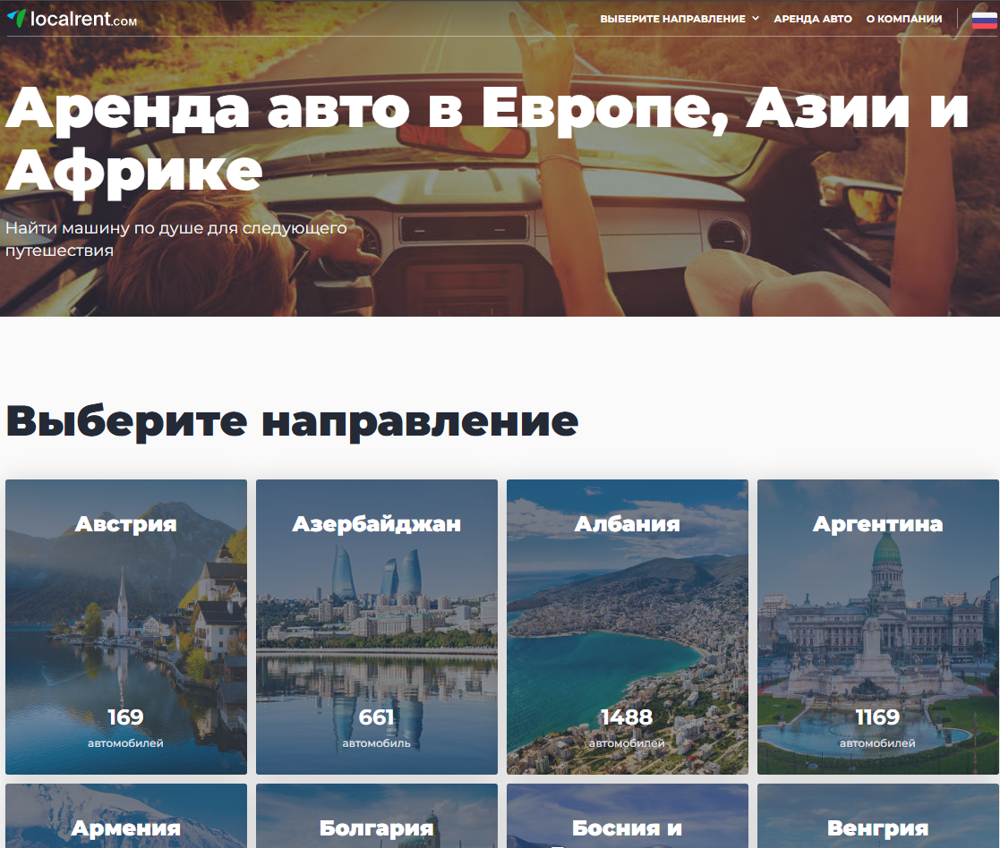 localrent.com
ВЫБЕРИТЕ НАПРАВЛЕНИЕ АРЕНДА АВТО О КОМПАНИИ
Аренда авто в Европе, Азии и
Африке
Найти машину по душе для следующего
путешествия
Выберите направление
Австрия
169
автомобилей
Азербайджан
661
автомобиль
Албания
1488
автомобилей
Аргентина
1169
автомобилей
Армения
Болгария
Босния и
Венгрия